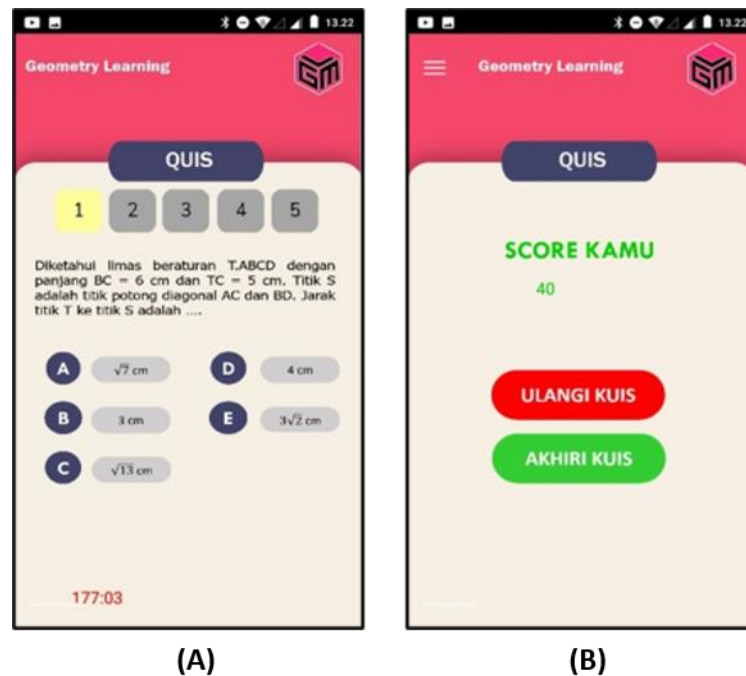 13.22
Geometry Learning
GM
QUIS
1 2 3 4 5
Diketahui limas beraturan T.ABCD dengan
panjang BC = 6 cm dan TC = 5 cm. Titik S
adalah titik potong diagonal AC dan BD. Jarak
titik T ke titik S adalah ....
A √7 cm
D 4 cm
B 3 cm
E 3√2 cm
C √13 cm
177:03
(A)
13.22
Geometry Learning
GM
QUIS
SCORE KAMU
40
ULANGI KUIS
AKHIRI KUIS
(B)